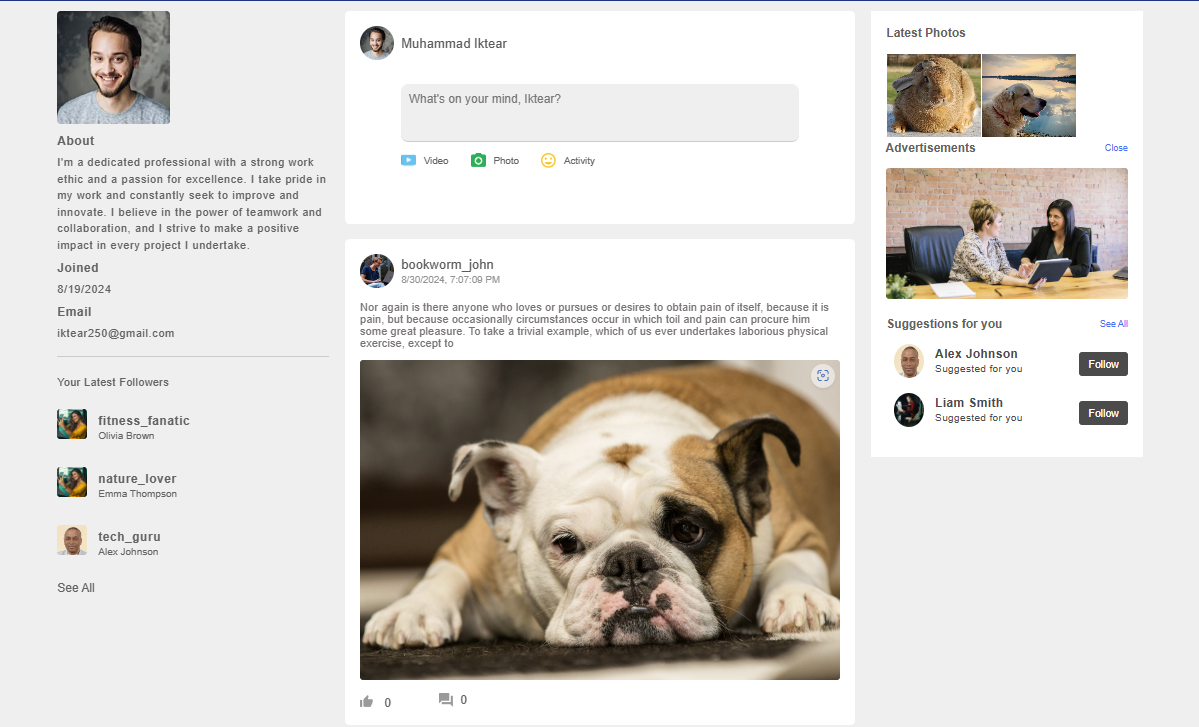 About
I'm a dedicated professional with a strong work
ethic and a passion for excellence. I take pride in
my work and constantly seek to improve and
innovate. I believe in the power of teamwork and
collaboration, and I strive to make a positive
impact in every project I undertake.
Joined
8/19/2024
Email
iktear250@gmail.com
Your Latest Followers
fitness_fanatic
Olivia Brown
nature_lover
Emma Thompson
tech_guru
Alex Johnson
See All
Muhammad Iktear
What's on your mind, Iktear?
Video Photo Activity
bookworm_john
8/30/2024, 7:07:09 PM
Nor again is there anyone who loves or pursues or desires to obtain pain of itself, because it is
pain, but because occasionally circumstances occur in which toil and pain can procure him
some great pleasure. To take a trivial example, which of us ever undertakes laborious physical
exercise, except to
0 0
Latest Photos
Advertisements Close
Suggestions for you See All
Alex Johnson
Suggested for you
Follow
Liam Smith
Suggested for you
Follow